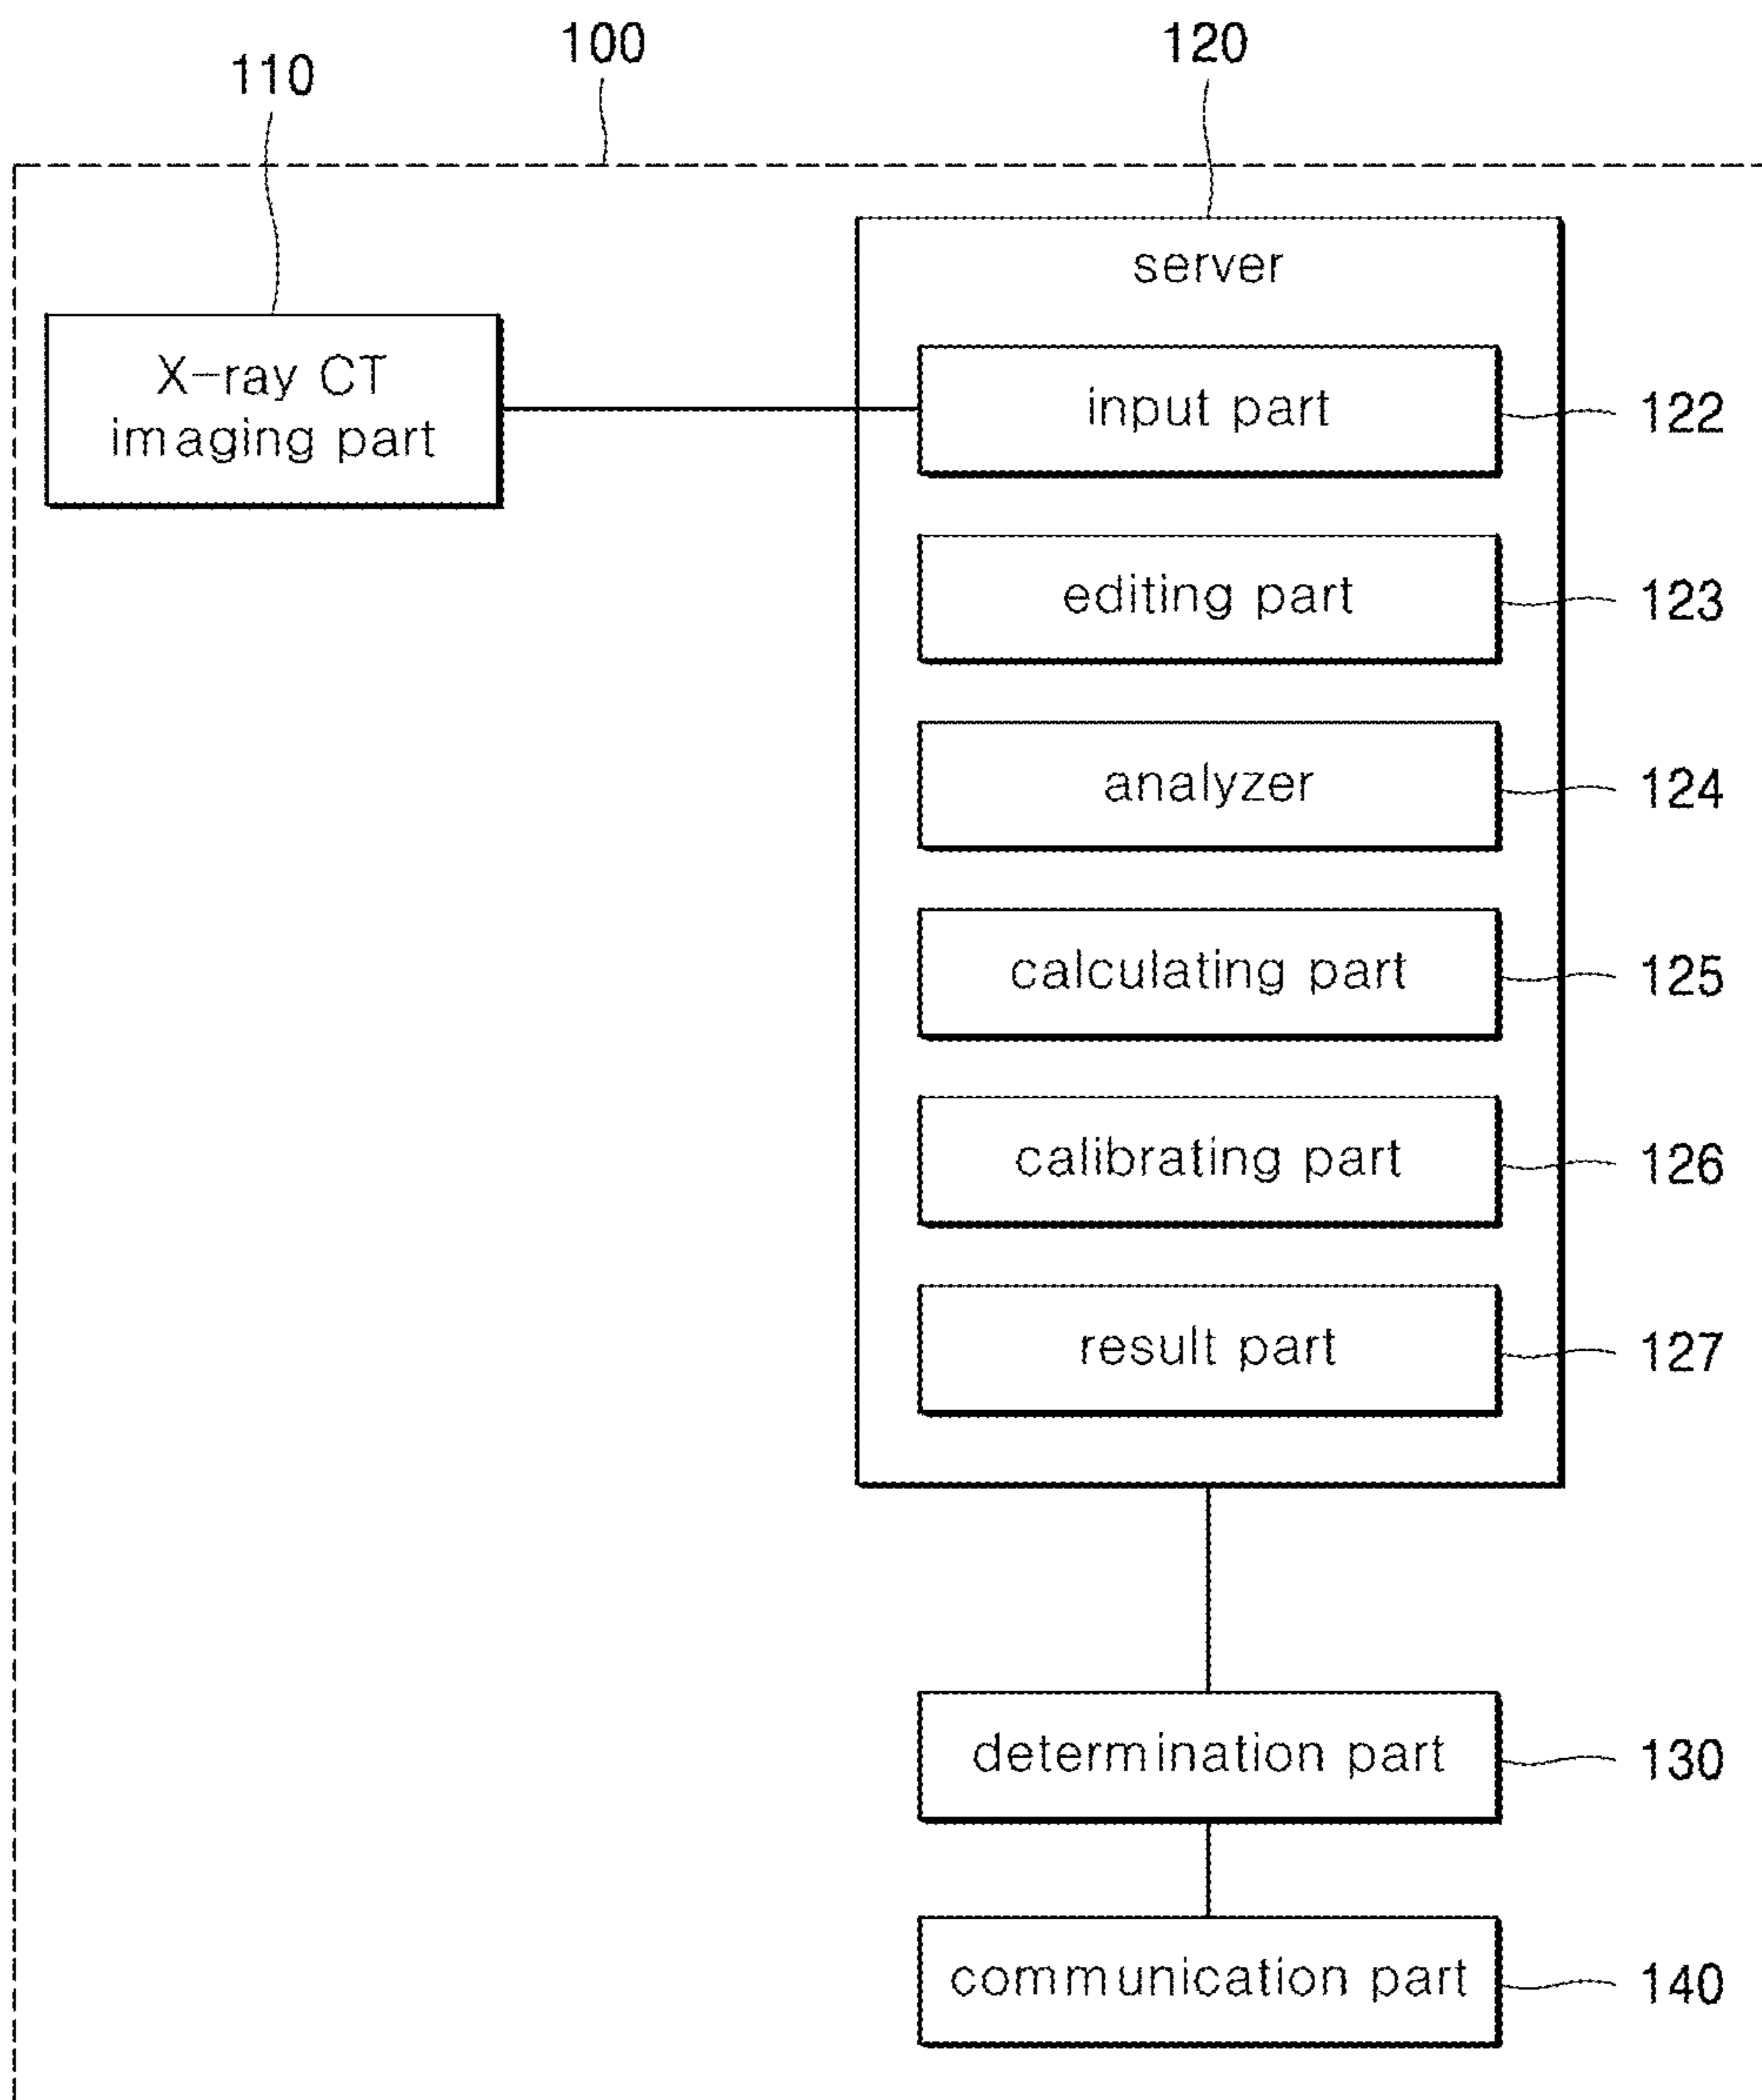 100
120
110
server
X-ray CT
imaging part
input part
122
editing part
123
analyzer
124
calculating part
125
calibrating part
126
result part
127
determination part
130
communication part
140